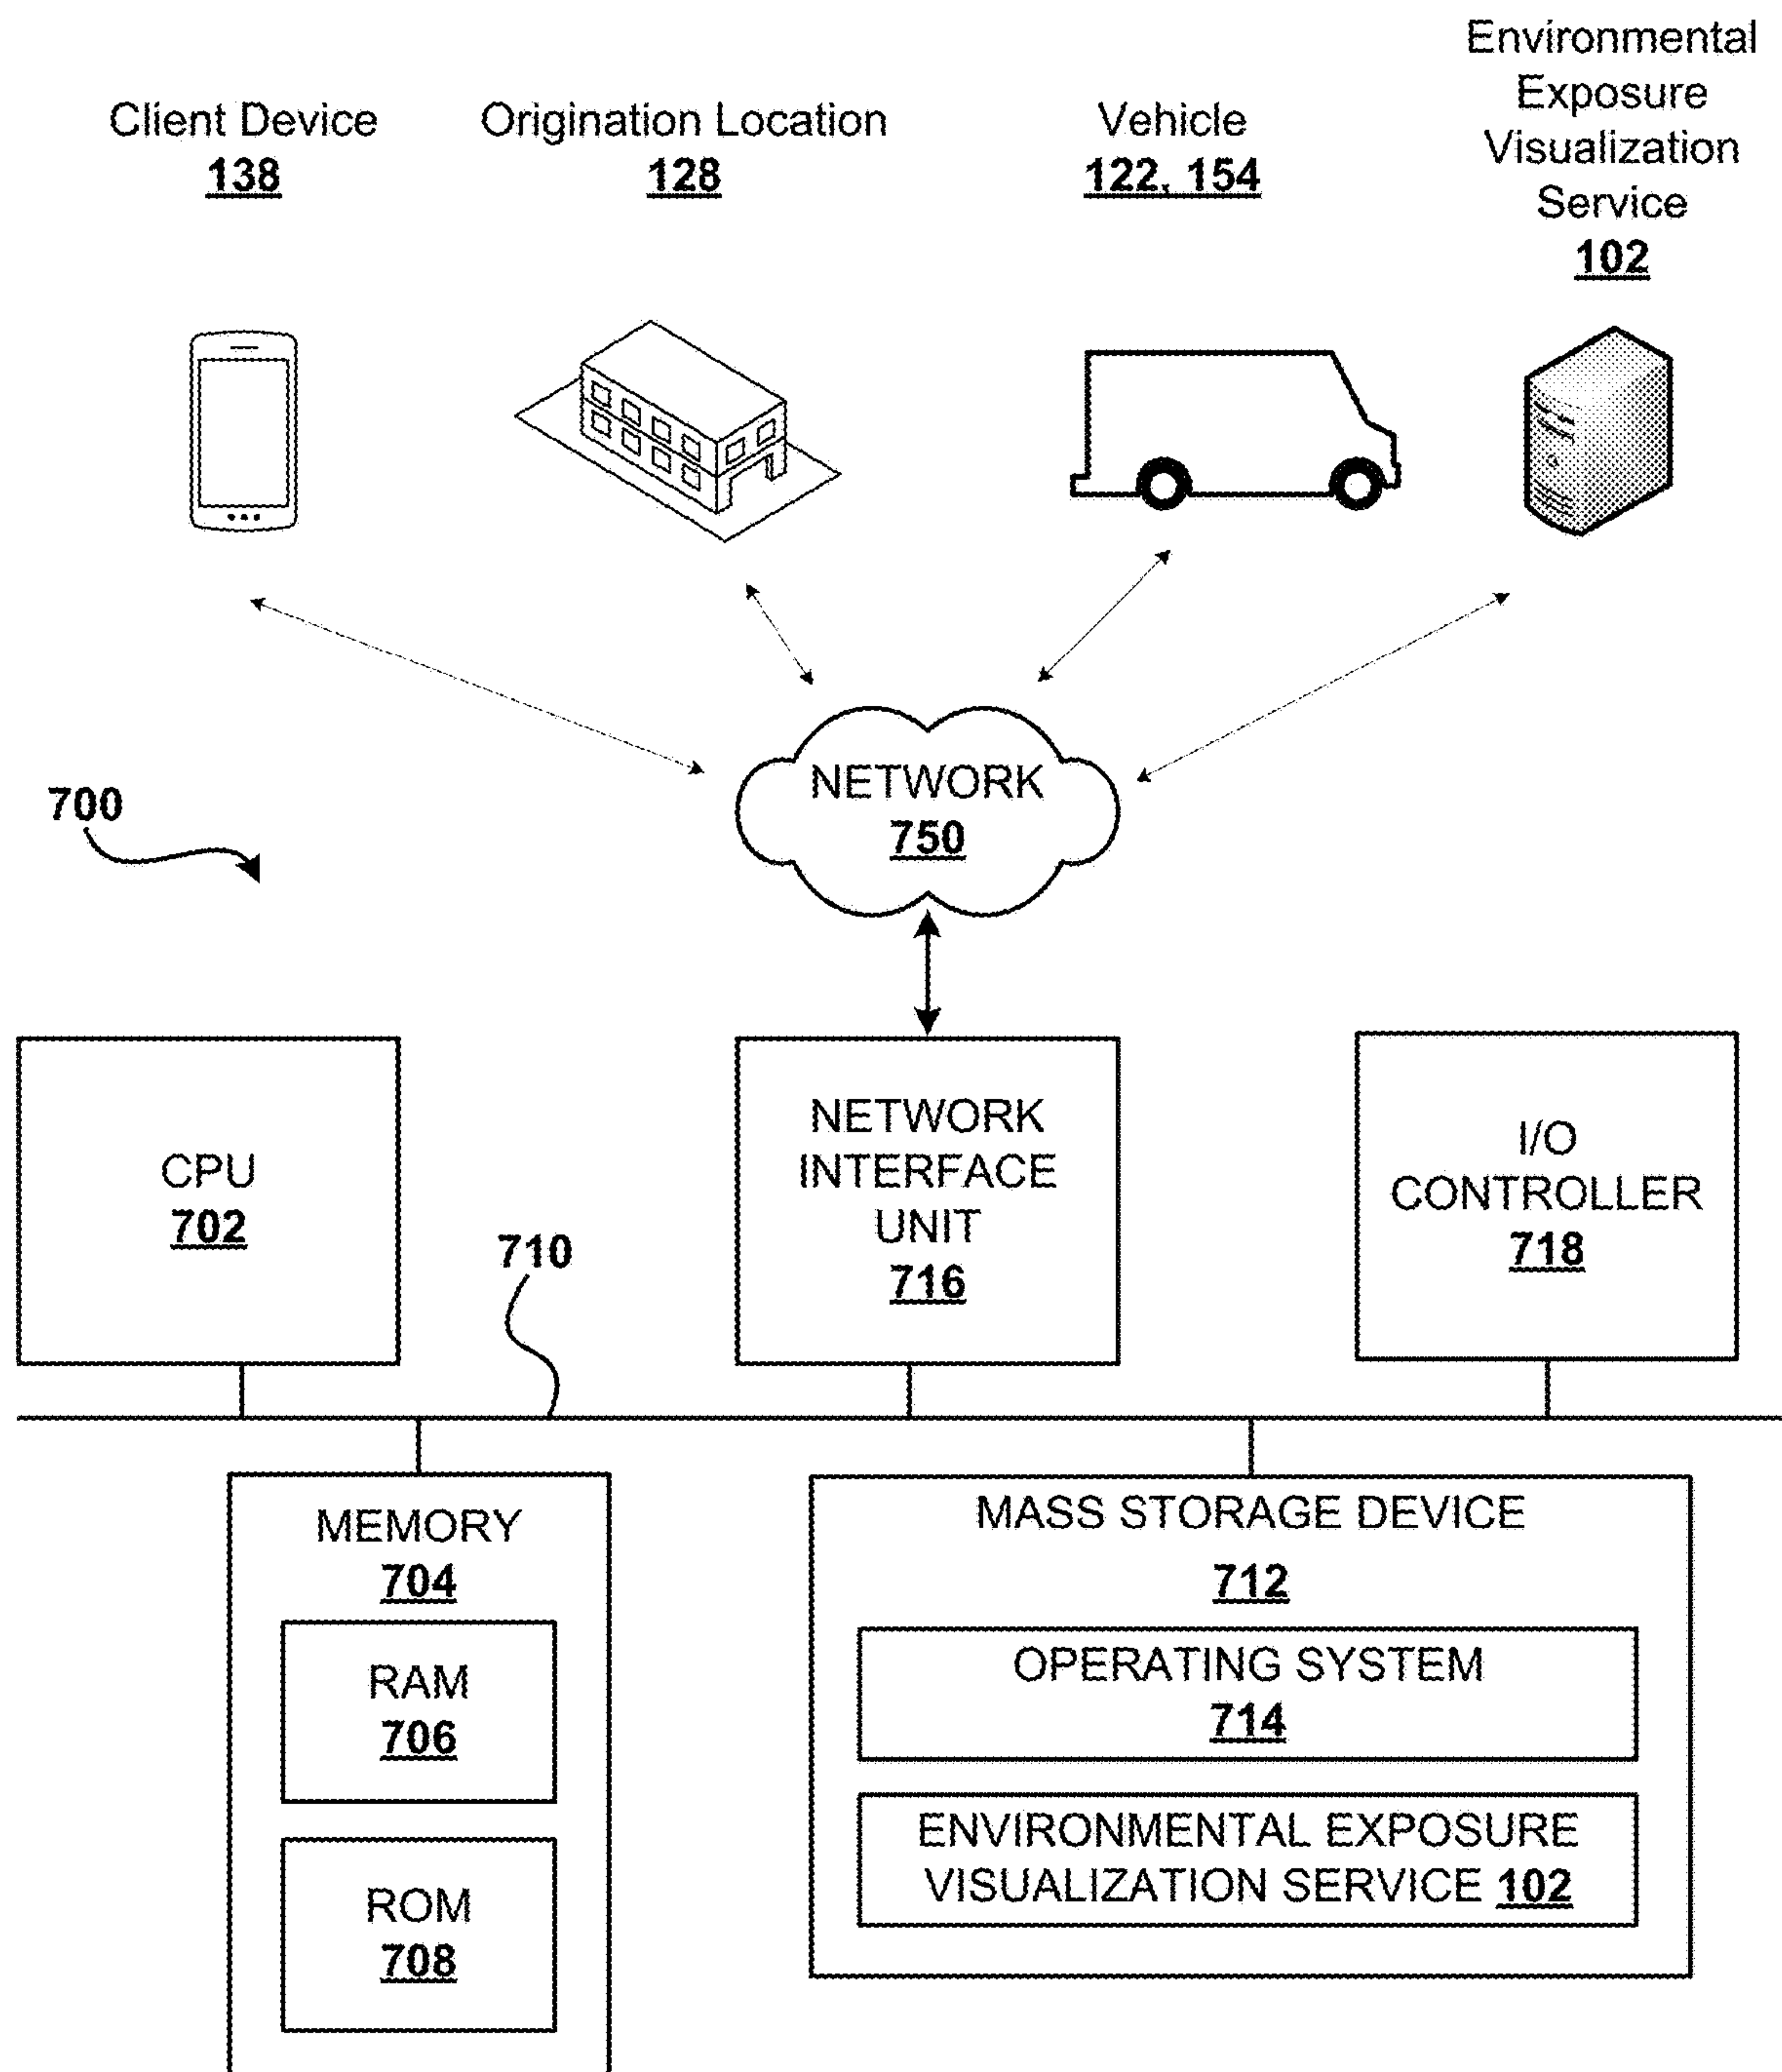 Client Device
138
Origination Location
128
Vehicle
122, 154
Environmental
Exposure
Visualization
Service
102
NETWORK
750
700
CPU
702
710
NETWORK
INTERFACE
UNIT
716
I/O
CONTROLLER
718
MEMORY
704
RAM
706
ROM
708
MASS STORAGE DEVICE
712
OPERATING SYSTEM
714
ENVIRONMENTAL EXPOSURE
VISUALIZATION SERVICE 102